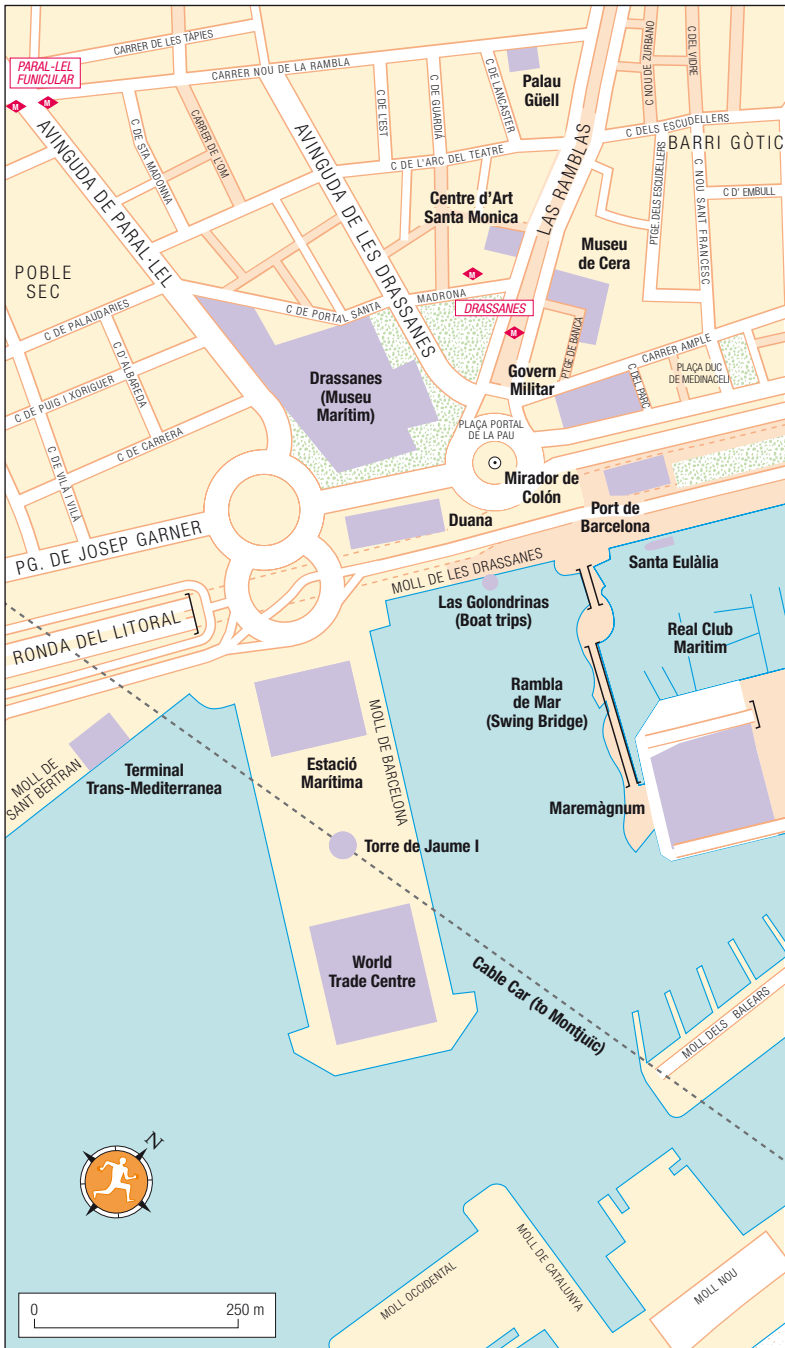 CARRER DE LES TÀPIES
PARAL-LEL
FUNICULAR
M
M
CARRER NOU DE LA RAMBLA
Palau
Güell
C NOU DE ZURBANO
C DEL VIDRE
AVINGUDA DE PARAL·LEL
C DE STA MADONNA
CARRER DE L'OM
AVINGUDA DE LES DRASSANES
C DE L'EST
C DE GUARDIÀ
C DE LANCASTER
LAS RAMBLAS
C DELS ESCUDELLERS
BARRI GÒTIC
C DE L'ARC DEL TEATRE
PTGE. DELS ESCUDELLERS
C NOU SANT FRANCESC
C D' EMBULL
Centre d'Art
Santa Monica
Museu
de Cera
POBLE
SEC
M
C DE PORTAL SANTA MADRONA
DRASSANES
M
C DE PALAUDARIES
PTGE DE BANCA
CARRER AMPLE
C D'ALBAREDA
Drassanes
(Museu
Marítim)
Govern
Militar
C DEL PARC
PLAÇA DUC
DE MEDINACELI
C DE PUIG I XORIGUER
C DE CARRERA
C DE VILA I VILÀ
PLAÇA PORTAL
DE LA PAU
Mirador de
Colón
Duana
Port de
Barcelona
PG. DE JOSEP GARNER
MOLL DE LES DRASSANES
Santa Eulàlia
Las Golondrinas
(Boat trips)
RONDA DEL LITORAL
Real Club
Maritim
Rambla
de Mar
(Swing Bridge)
MOLL DE BARCELONA
Estació
Marítima
MOLL DE
SANT BERTRAN
Terminal
Trans-Mediterranea
Maremàgnum
Torre de Jaume I
World
Trade Centre
Cable Car (to Montjuïc)
MOLL DELS BALEARS
N
MOLL OCCIDENTAL
MOLL DE CATALUNYA
MOLL NOU
0 250 m